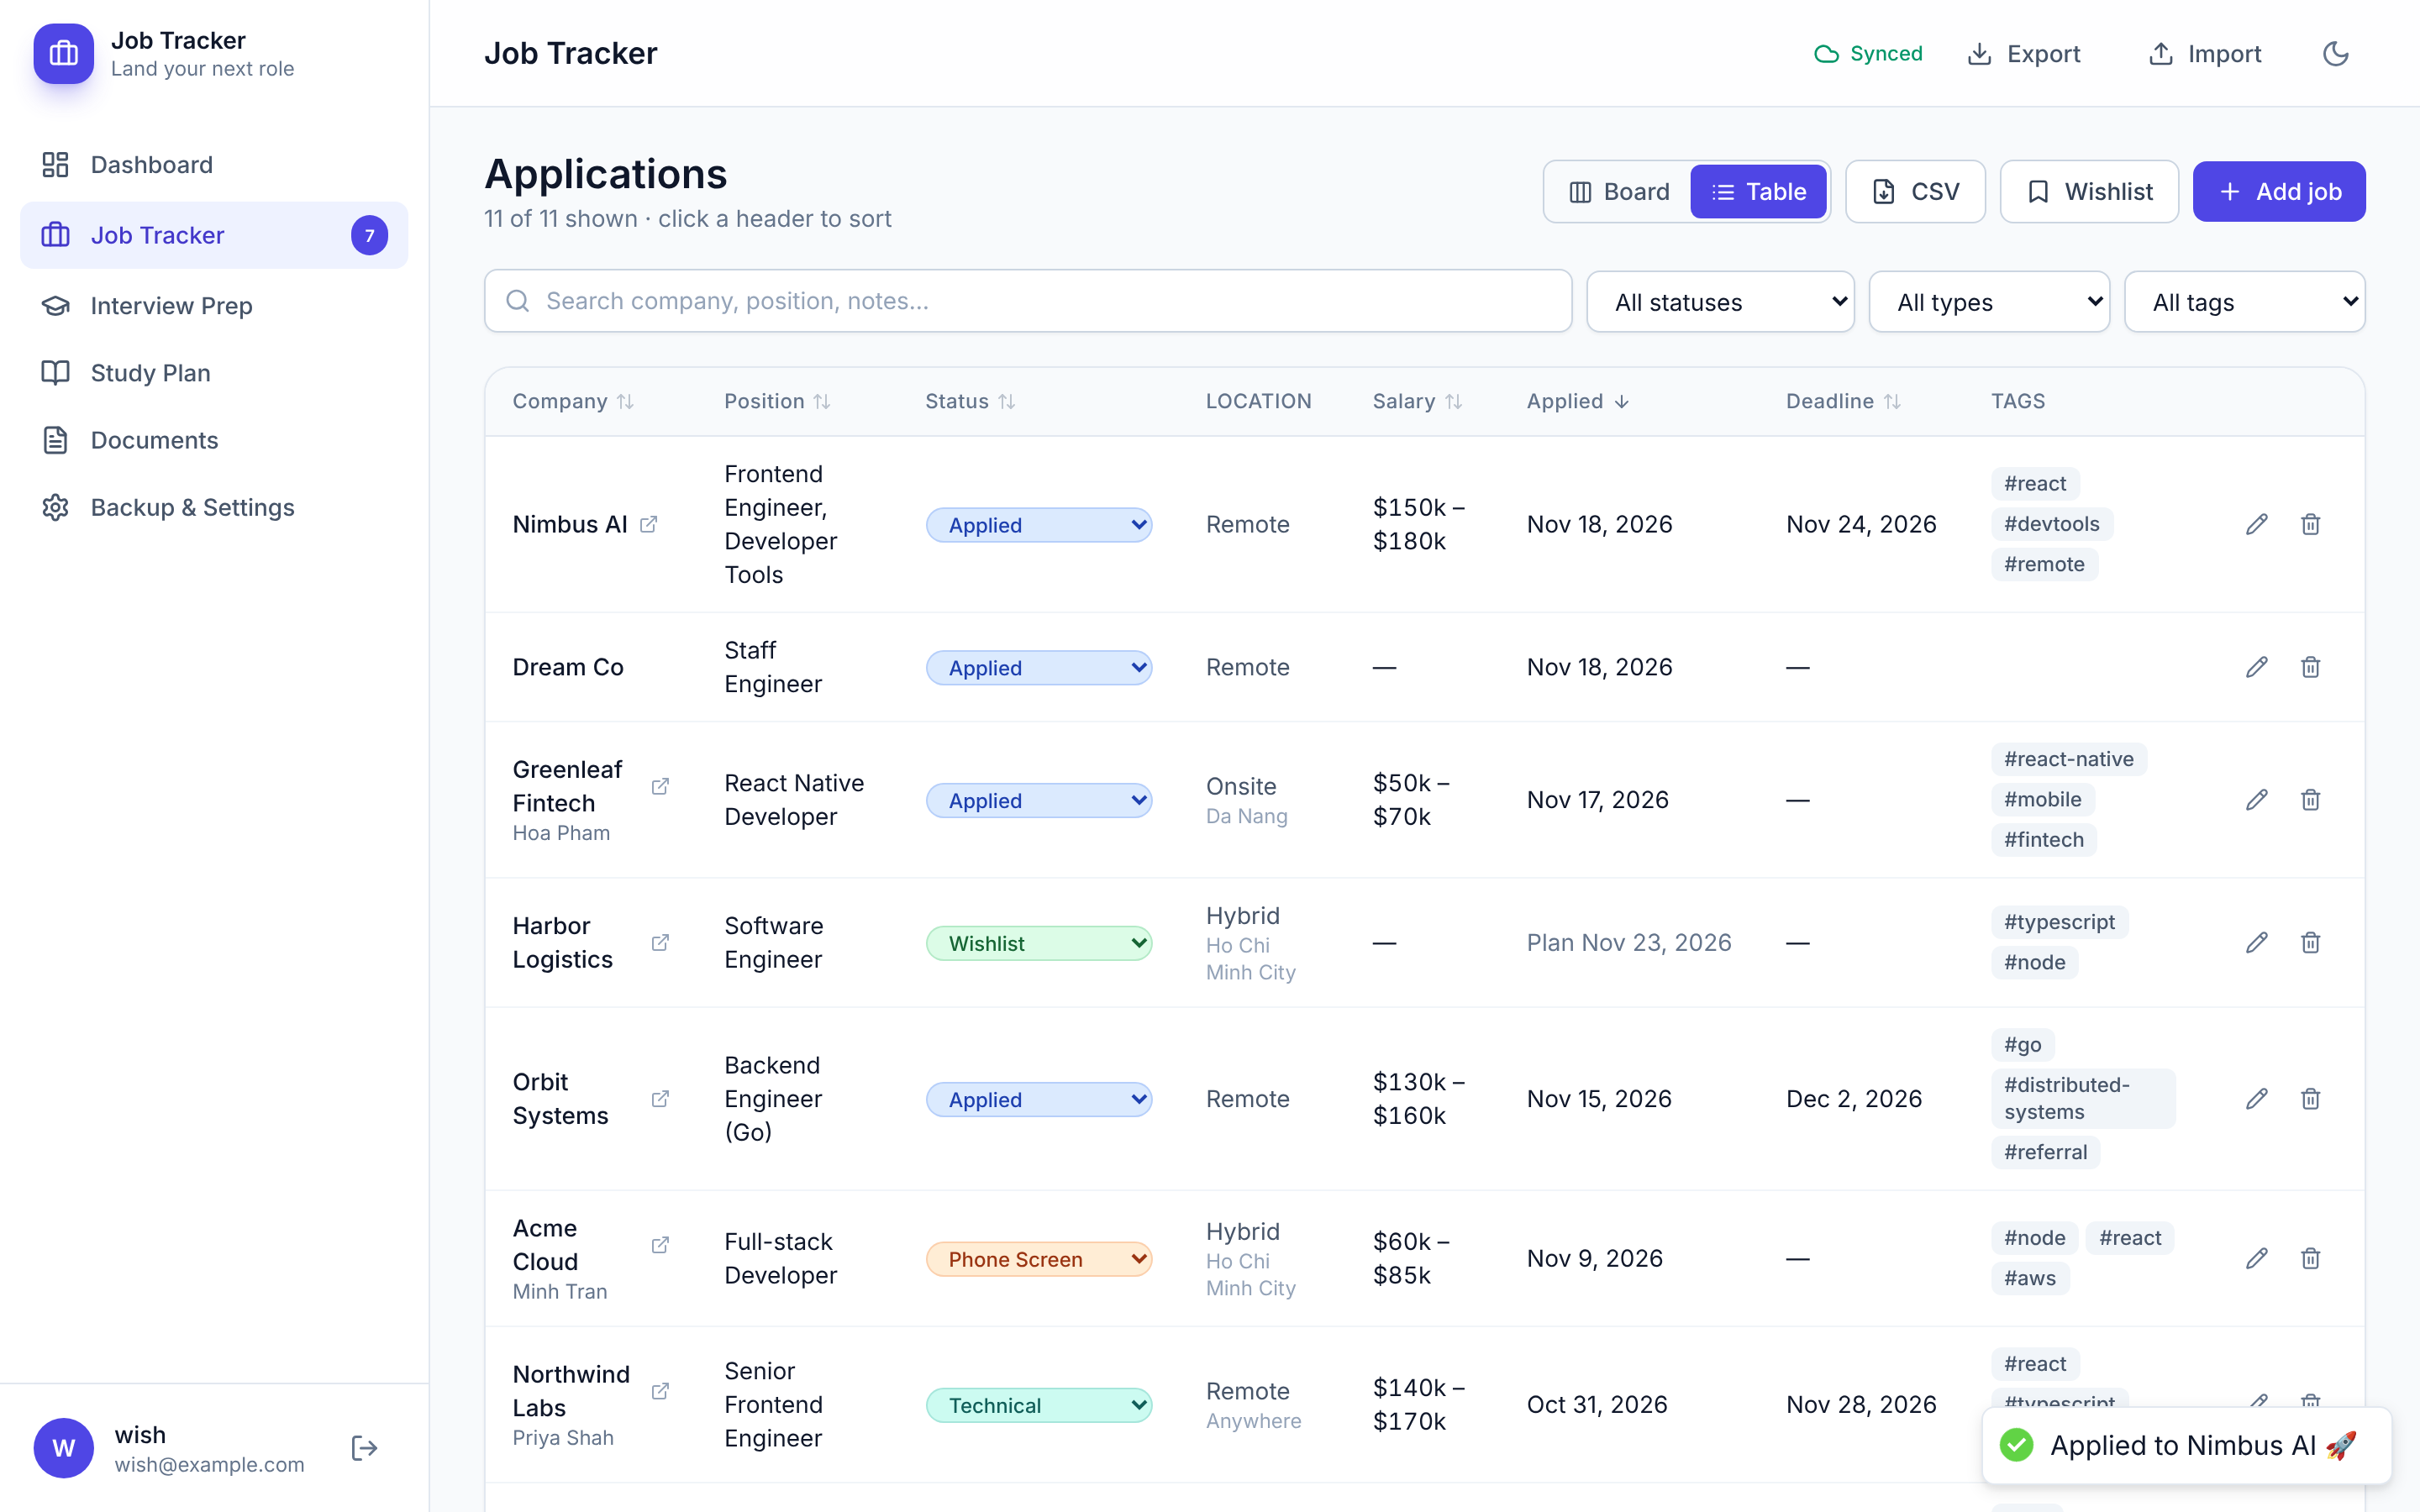 Job Tracker
Land your next role
Dashboard
Job Tracker
7
Interview Prep
Study Plan
Documents
Backup & Settings
W
wish
wish@example.com
Job Tracker
Synced
Export
Import
Applications
11 of 11 shown · click a header to sort
Board
Table
CSV
Wishlist
Add job
Search company, position, notes...
All statuses
All types
All tags
Company
Position
Status
LOCATION
Salary
Applied
Deadline
TAGS
Nimbus AI
Frontend
Engineer,
Developer
Tools
Applied
Remote
$150k –
$180k
Nov 18, 2026
Nov 24, 2026
#react
#devtools
#remote
Dream Co
Staff
Engineer
Applied
Remote
—
Nov 18, 2026
—
Greenleaf
Fintech
Hoa Pham
React Native
Developer
Applied
Onsite
Da Nang
$50k –
$70k
Nov 17, 2026
—
#react-native
#mobile
#fintech
Harbor
Logistics
Software
Engineer
Wishlist
Hybrid
Ho Chi
Minh City
—
Plan Nov 23, 2026
—
#typescript
#node
Orbit
Systems
Backend
Engineer
(Go)
Applied
Remote
$130k –
$160k
Nov 15, 2026
Dec 2, 2026
#go
#distributed-
systems
#referral
Acme
Cloud
Minh Tran
Full-stack
Developer
Phone Screen
Hybrid
Ho Chi
Minh City
$60k –
$85k
Nov 9, 2026
—
#node #react
#aws
Northwind
Labs
Priya Shah
Senior
Frontend
Engineer
Technical
Remote
Anywhere
$140k –
$170k
Oct 31, 2026
Nov 28, 2026
#react
#typescript
Applied to Nimbus AI 🚀